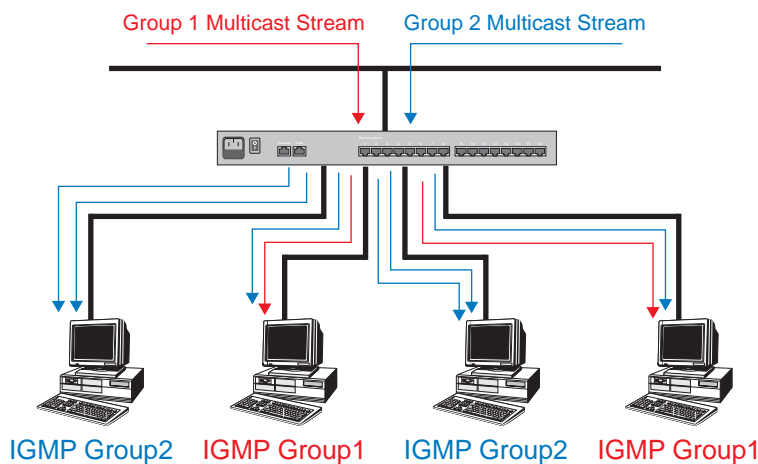 Group 1 Multicast Stream
Group 2 Multicast Stream
IGMP Group2
IGMP Group1
IGMP Group2
IGMP Group1